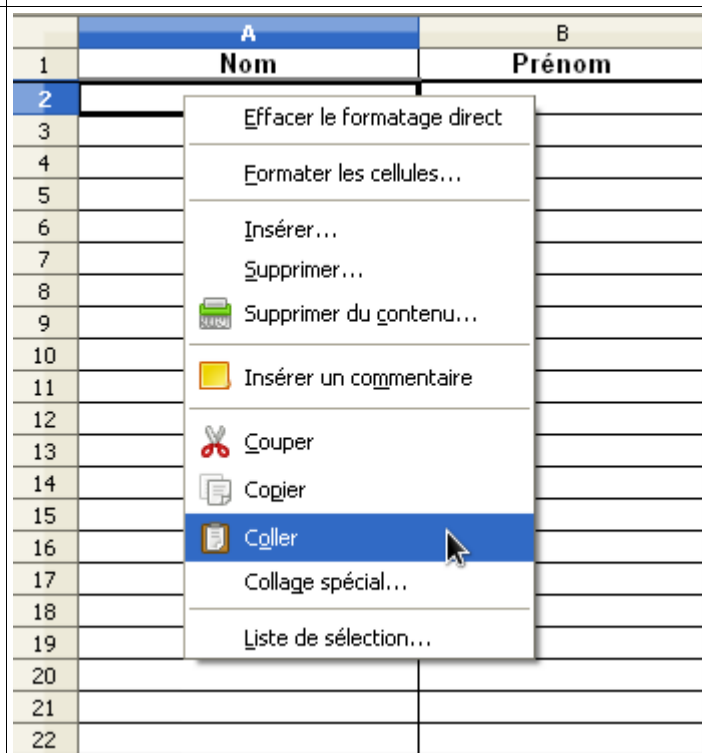 A B
1 Nom Prénom
2
Effacer le formatage direct
3
4
Formater les cellules...
5
6
Insérer...
7
Supprimer...
8
Supprimer du contenu...
9
10
Insérer un commentaire
11
12
Couper
13
14
Copier
15
Coller
16
17
Collage spécial...
18
19
Liste de sélection...
20
21
22